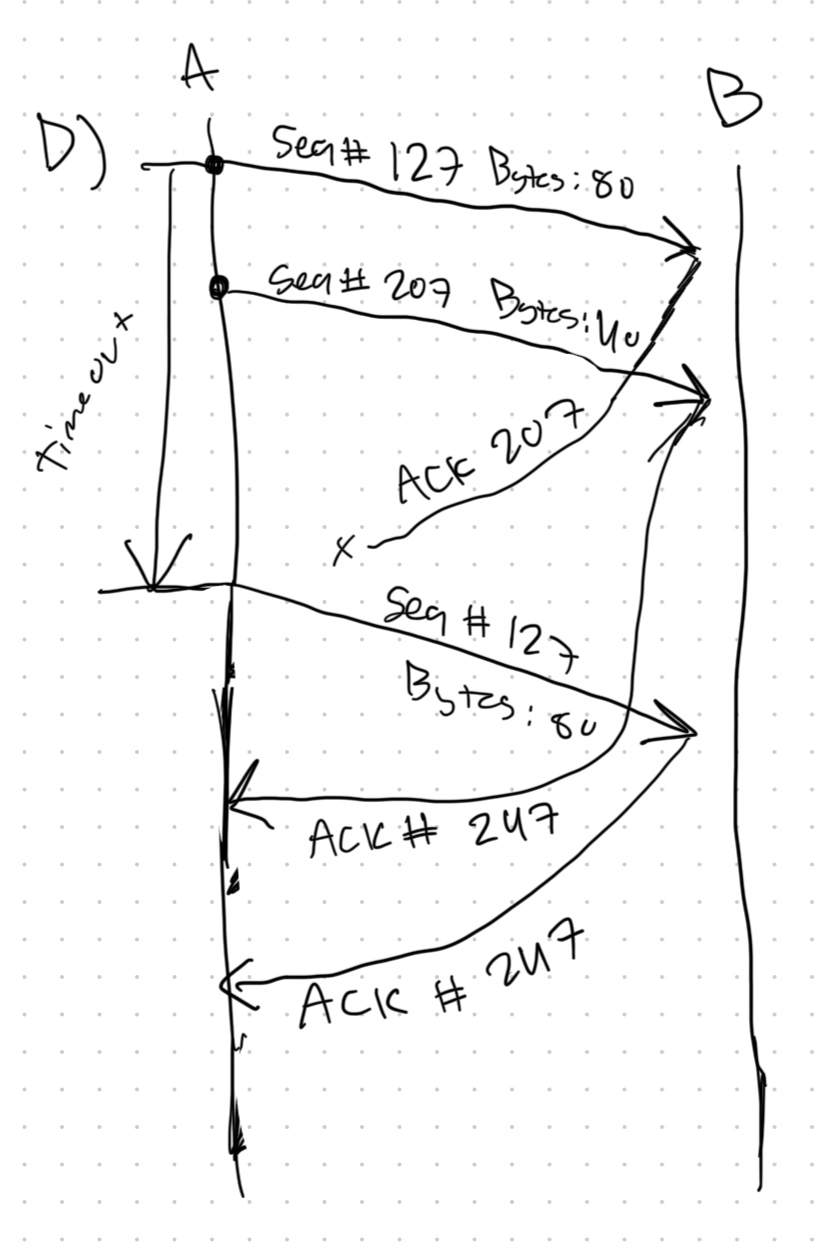 A
B
D)
Seq# 127 Bytes: 80
Seq# 207 Bytes: 40
Timeout
ACK 207
x
Seq # 127
Bytes: 80
ACK# 247
ACK # 247